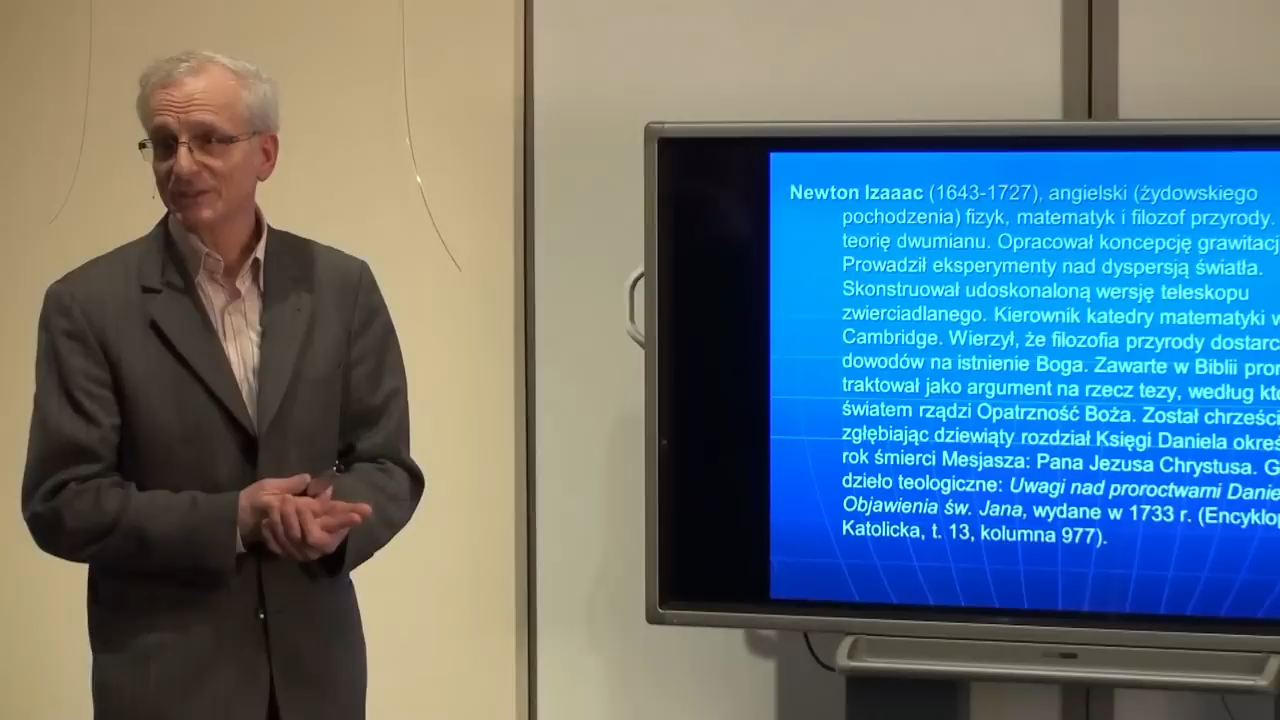 Newton Izaaac (1643-1727), angielski (żydowskiego
pochodzenia) fizyk, matematyk i filozof przyrody.
teorię dwumianu. Opracował koncepcję grawitacj
Prowadził eksperymenty nad dyspersją światła.
Skonstruował udoskonaloną wersję teleskopu
zwierciadlanego. Kierownik katedry matematyki w
Cambridge. Wierzył, że filozofia przyrody dostarc
dowodów na istnienie Boga. Zawarte w Biblii pro
traktował jako argument na rzecz tezy, według kt
światem rządzi Opatrzność Boża. Został chrześci
zgłębiając dziewiąty rozdział Księgi Daniela okreś
rok śmierci Mesjasza: Pana Jezusa Chrystusa. G
dzieło teologiczne: Uwagi nad proroctwami Danie
Objawienia św. Jana, wydane w 1733 r. (Encyklop
Katolicka, t. 13, kolumna 977).